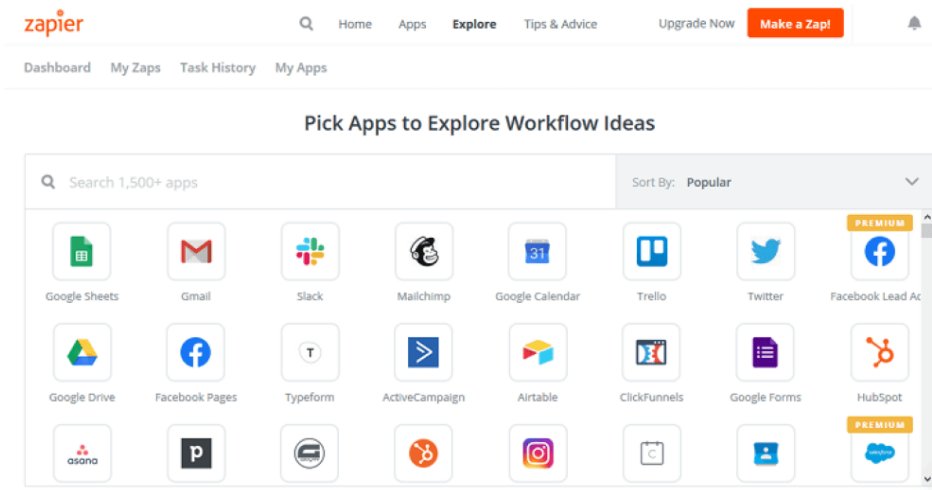 zapier Home Apps Explore Tips & Advice Upgrade Now Make a Zap!
Dashboard My Zaps Task History My Apps
Pick Apps to Explore Workflow Ideas
Search 1,500+ apps Sort By: Popular
PREMIUM
31
Google Sheets Gmail Slack Mailchimp Google Calendar Trello Twitter Facebook Lead Ac
T
Google Drive Facebook Pages Typeform ActiveCampaign Airtable ClickFunnels Google Forms HubSpot
PREMIUM
asana p C salesforce